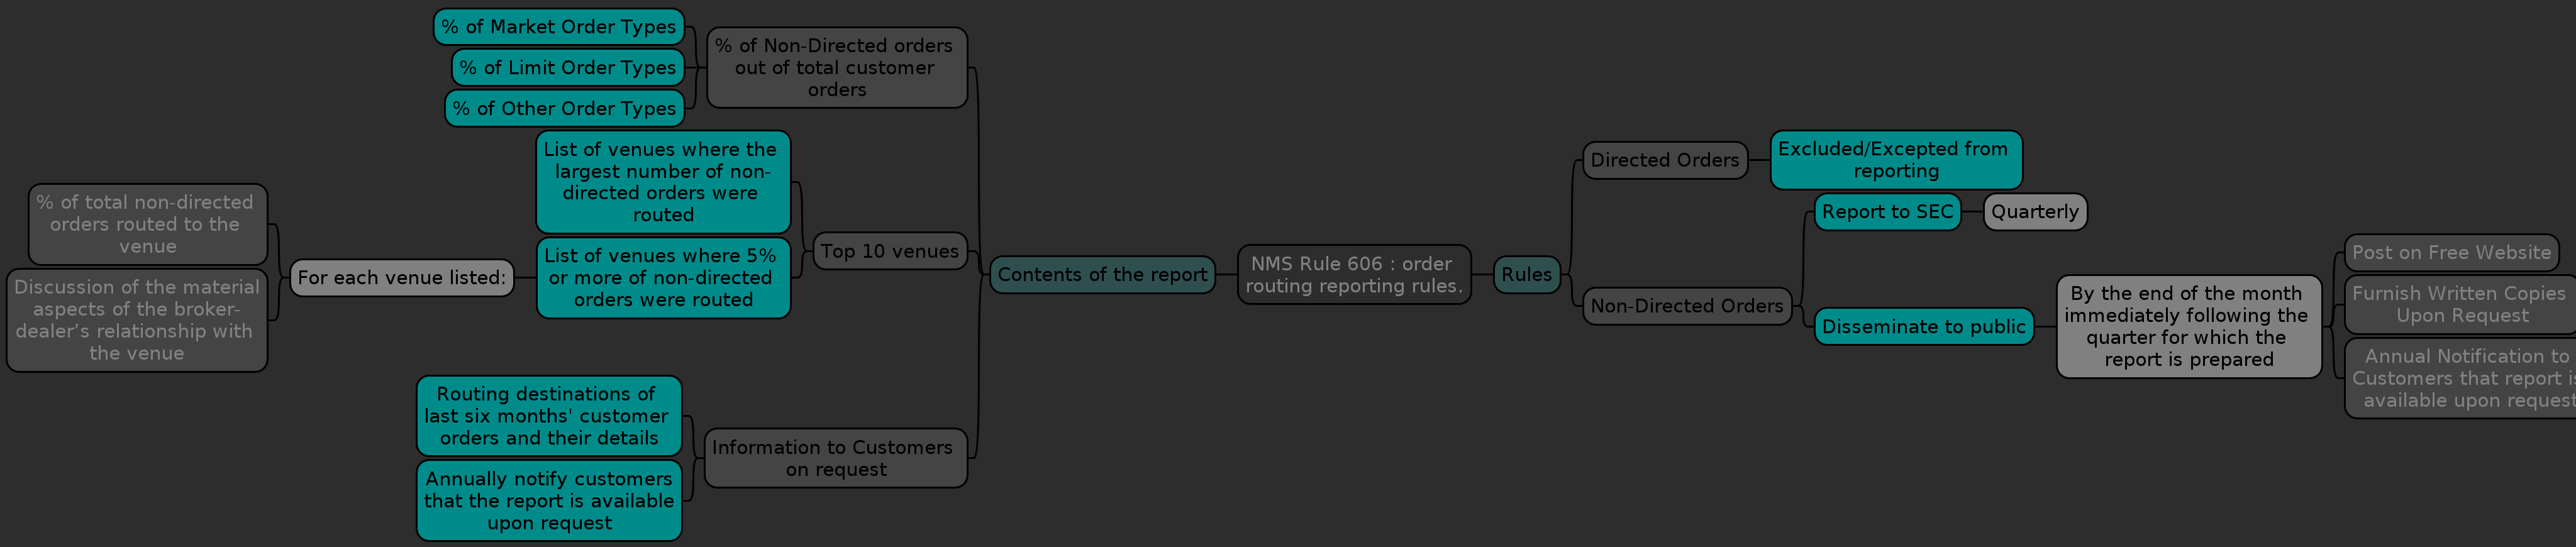 % of Market Order Types
% of Limit Order Types
% of Other Order Types
% of Non-Directed orders
out of total customer
orders
List of venues where the
largest number of non-
directed orders were
routed
List of venues where 5%
or more of non-directed
orders were routed
Top 10 venues
For each venue listed:
% of total non-directed
orders routed to the
venue
Discussion of the material
aspects of the broker-
dealer’s relationship with
the venue
Routing destinations of
last six months' customer
orders and their details
Annually notify customers
that the report is available
upon request
Information to Customers
on request
Contents of the report
NMS Rule 606 : order
routing reporting rules.
Rules
Directed Orders
Excluded/Excepted from
reporting
Non-Directed Orders
Report to SEC
Quarterly
Disseminate to public
By the end of the month
immediately following the
quarter for which the
report is prepared
Post on Free Website
Furnish Written Copies
Upon Request
Annual Notification to
Customers that report is
available upon request